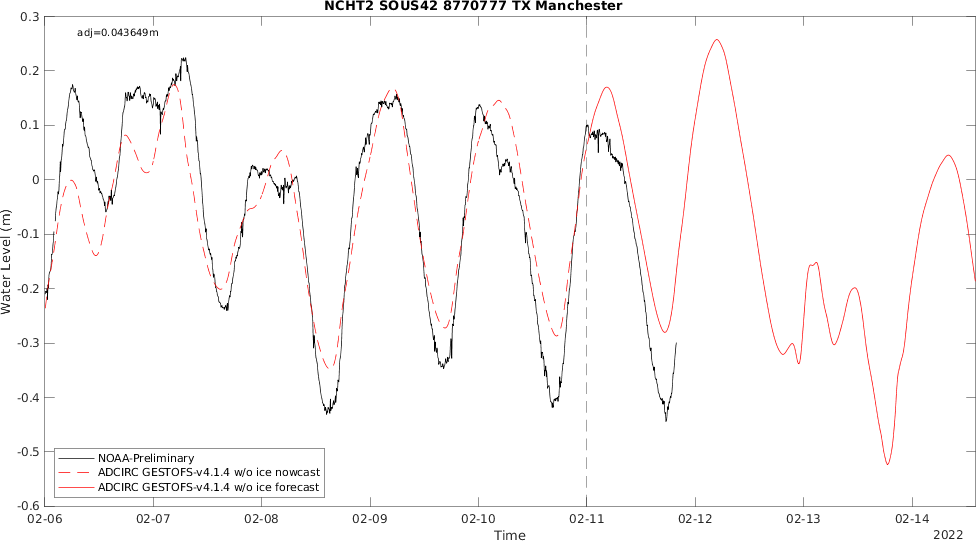 NCHT2 SOUS42 8770777 TX Manchester
adj=0.043649m
0.3
0.2
0.1
0
-0.1
-0.2
-0.3
-0.4
-0.5
-0.6
Water Level (m)
NOAA-Preliminary
ADCIRC GESTOFS-v4.1.4 w/o ice nowcast
ADCIRC GESTOFS-v4.1.4 w/o ice forecast
02-06 02-07 02-08 02-09 02-10 02-11 02-12 02-13 02-14
Time
2022